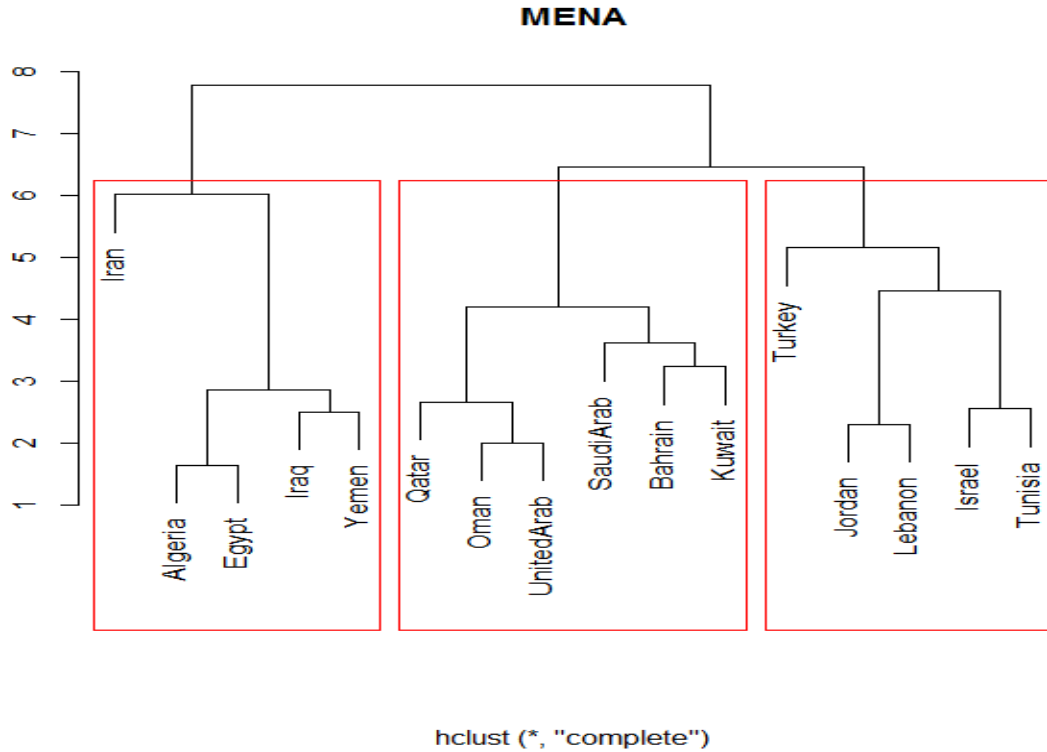 MENA
8
7
6
5
4
3
2
1
Iran
Algeria
Egypt
Iraq
Yemen
Qatar
Oman
UnitedArab
SaudiArab
Bahrain
Kuwait
Turkey
Jordan
Lebanon
Israel
Tunisia
hclust (*, "complete")